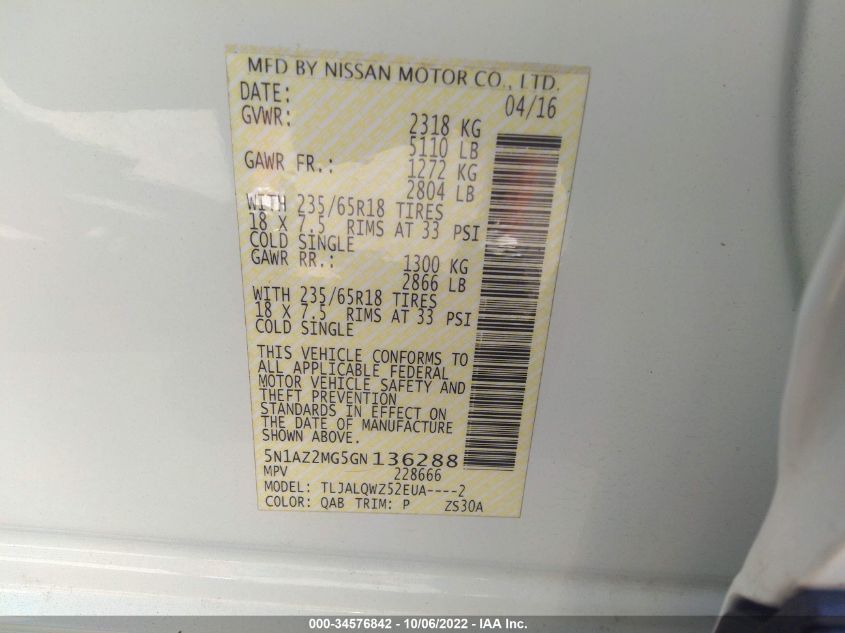 MFD BY NISSAN MOTOR CO., LTD.
DATE: 04/16
GVWR: 2318 KG
5110 LB
GAWR FR.: 1272 KG
2804 LB
WITH 235/65R18 TIRES
18 X 7.5 RIMS AT 33 PSI
COLD SINGLE
GAWR RR.: 1300 KG
2866 LB
WITH 235/65R18 TIRES
18 X 7.5 RIMS AT 33 PSI
COLD SINGLE
THIS VEHICLE CONFORMS TO
ALL APPLICABLE FEDERAL
MOTOR VEHICLE SAFETY AND
THEFT PREVENTION
STANDARDS IN EFFECT ON
THE DATE OF MANUFACTURE
SHOWN ABOVE.
5N1AZ2MG5GN136288
MPV 228666
MODEL: TLJALQWZ52EUA----2
COLOR: QAB TRIM: P ZS30A
000-34576842 - 10/06/2022 - IAA Inc.